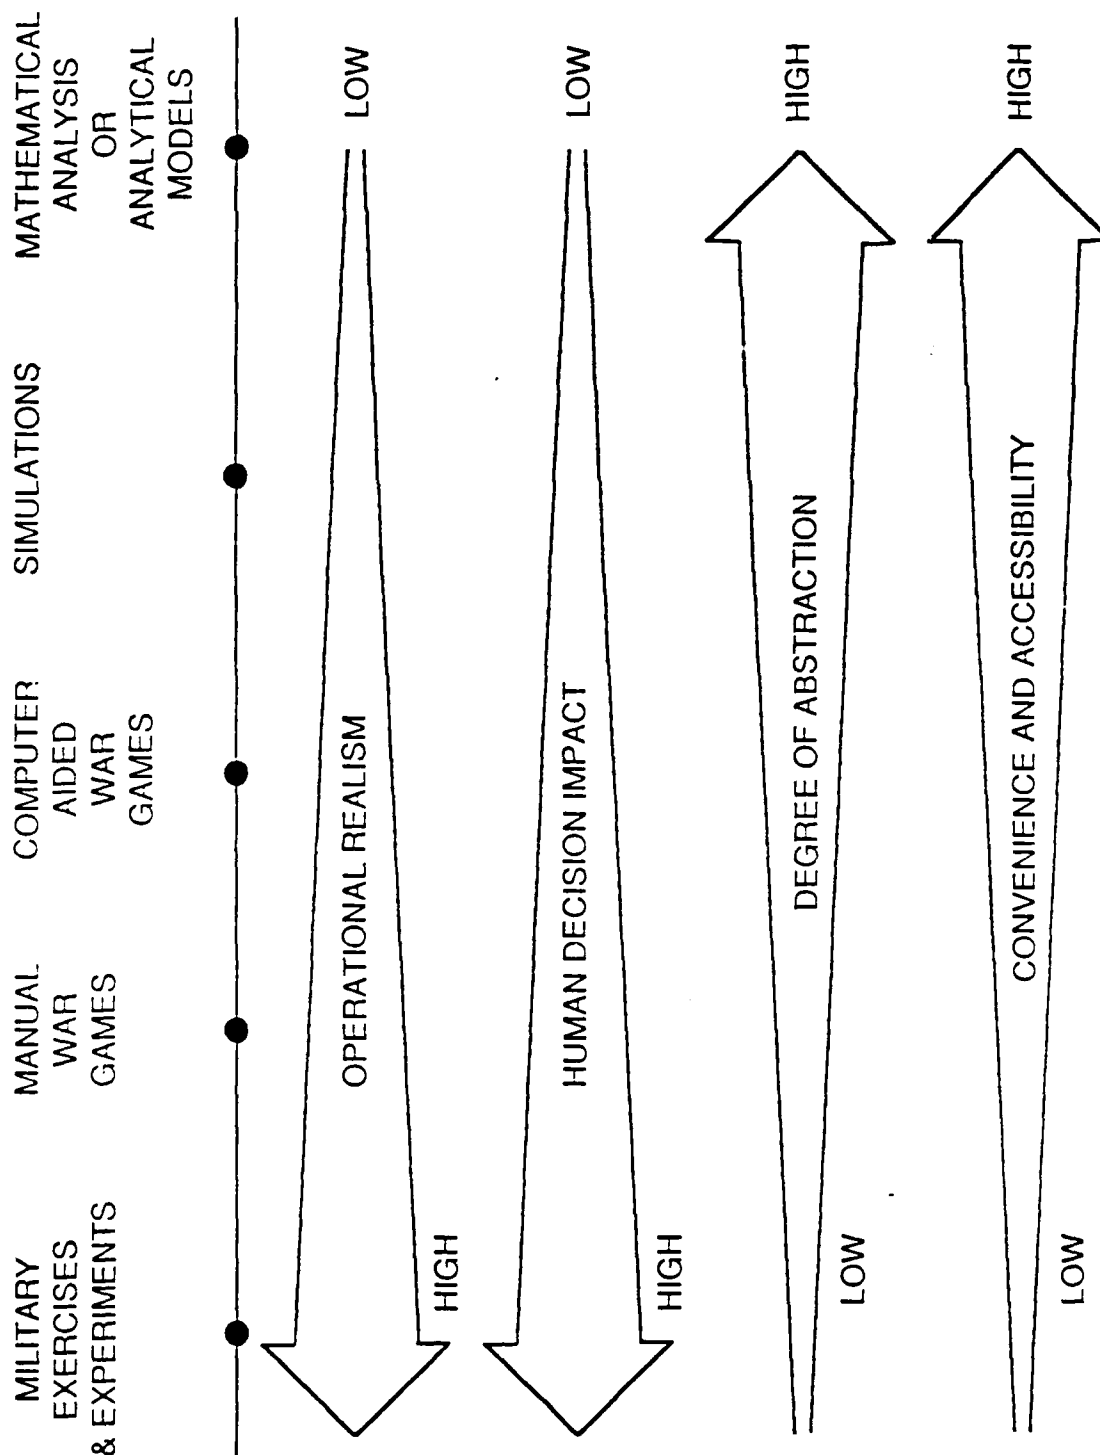 MILITARY
EXERCISES
& EXPERIMENTS
MANUAL
WAR
GAMES
COMPUTER
AIDED
WAR
GAMES
SIMULATIONS
MATHEMATICAL
ANALYSIS
OR
ANALYTICAL
MODELS
HIGH
OPERATIONAL REALISM
LOW
HIGH
HUMAN DECISION IMPACT
LOW
LOW
DEGREE OF ABSTRACTION
HIGH
LOW
CONVENIENCE AND ACCESSIBILITY
HIGH